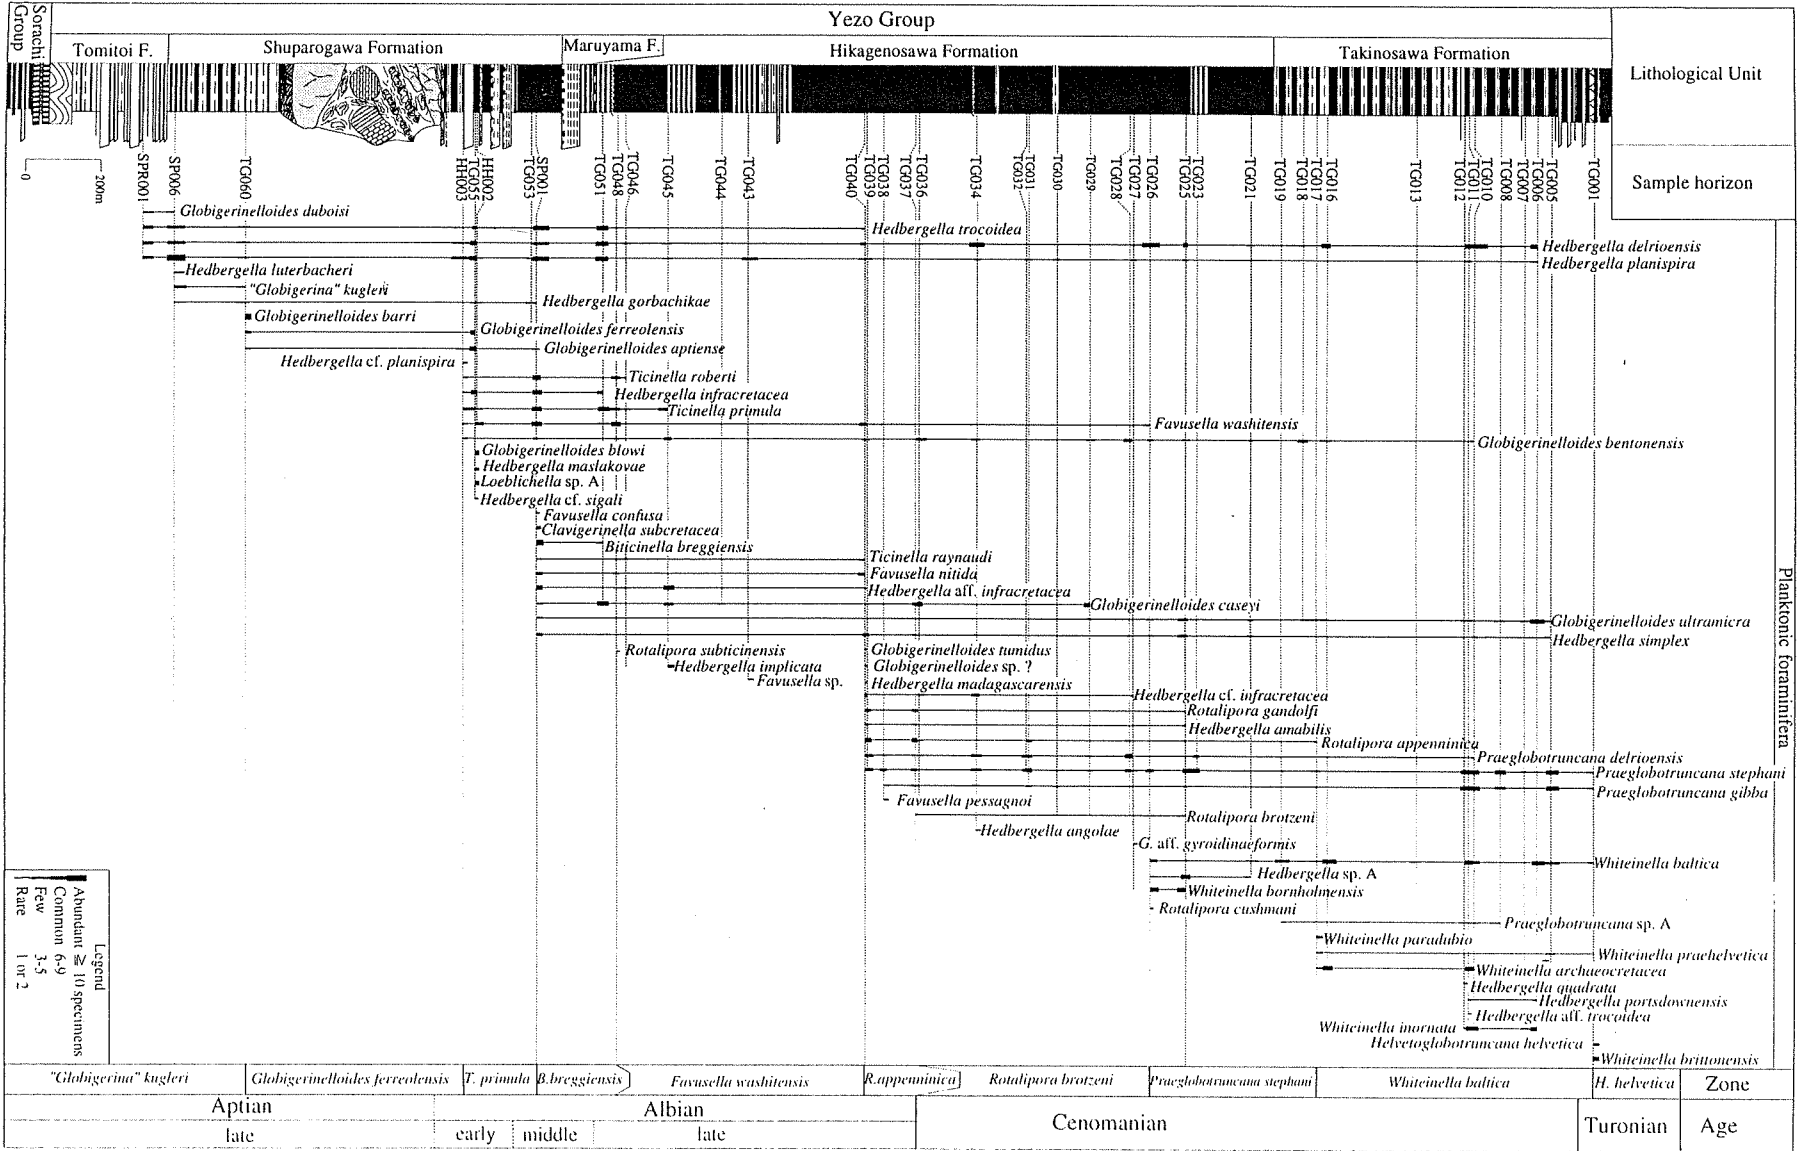 Yezo Group
Sorachi Group
Tomitoi F.
Shuparogawa Formation
Maruyama F.
Hikagenosawa Formation
Takinosawa Formation
Lithological Unit
Sample horizon
0
200m
SPR001
SP006
TG060
HH003
TG055
HH002
TG053
SP001
TG051
TG048
TG046
TG045
TG044
TG043
TG040
TG039
TG038
TG037
TG036
TG034
TG032
TG031
TG030
TG029
TG028
TG027
TG026
TG025
TG023
TG021
TG019
TG018
TG017
TG016
TG013
TG012
TG011
TG010
TG008
TG007
TG006
TG005
TG001
Planktonic foraminifera
Globigerinelloides duboisi
Hedbergella trocoidea
Hedbergella delrioensis
Hedbergella planispira
Hedbergella luterbacheri
"Globigerina" kugleri
Hedbergella gorbachikae
Globigerinelloides barri
Globigerinelloides ferreolensis
Globigerinelloides aptiense
Hedbergella cf. planispira
Ticinella roberti
Hedbergella infracretacea
Ticinella primula
Favusella washitensis
Globigerinelloides bentonensis
Globigerinelloides blowi
Hedbergella maslakovae
Loeblichella sp. A
Hedbergella cf. sigali
Favusella confusa
Clavigerinella subcretacea
Biticinella breggiensis
Ticinella raynaudi
Favusella nitida
Hedbergella aff. infracretacea
Globigerinelloides caseyi
Globigerinelloides ultramicra
Hedbergella simplex
Rotalipora subticinensis
Globigerinelloides tumidus
Hedbergella implicata
Globigerinelloides sp. ?
Favusella sp.
Hedbergella madagascarensis
Hedbergella cf. infracretacea
Rotalipora gandolfi
Hedbergella amabilis
Rotalipora appenninica
Praeglobotruncana delrioensis
Praeglobotruncana stephani
Praeglobotruncana gibba
Favusella pessagnoi
Rotalipora brotzeni
Hedbergella angolae
G. aff. gyroidinaeformis
Whiteinella baltica
Hedbergella sp. A
Whiteinella bornholmensis
Rotalipora cushmani
Praeglobotruncana sp. A
Whiteinella paradubio
Whiteinella praehelvetica
Whiteinella archaeocretacea
Hedbergella quadrata
Hedbergella portsdownensis
Hedbergella aff. trocoidea
Whiteinella inornata
Helvetoglobotruncana helvetica
Whiteinella brittonensis
Legend
Abundant ≧ 10 specimens
Common 6-9
Few 3-5
Rare 1 or 2
"Globigerina" kugleri
Globigerinelloides ferreolensis
T. primula
B.breggiensis
Favusella washitensis
R.appenninica
Rotalipora brotzeni
Praeglobotruncana stephani
Whiteinella baltica
H. helvetica
Zone
Aptian
Albian
Cenomanian
Turonian
Age
late
early
middle
late